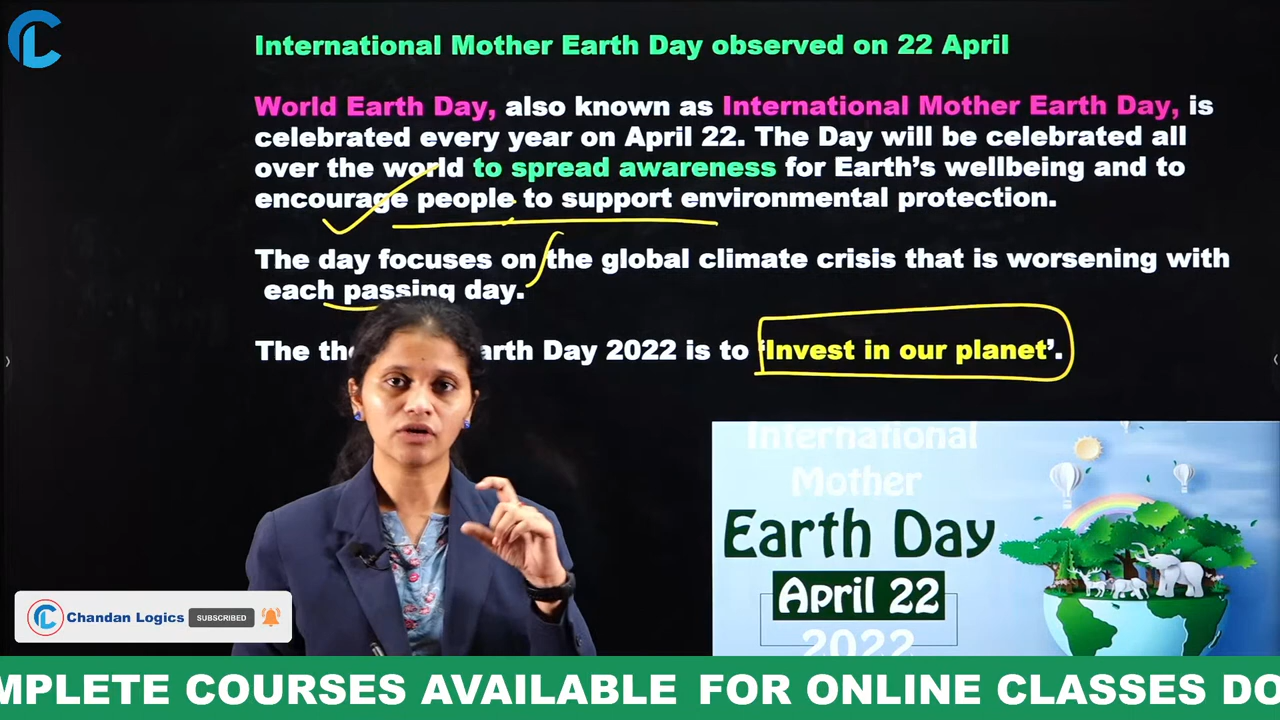 International Mother Earth Day observed on 22 April
World Earth Day, also known as International Mother Earth Day, is
celebrated every year on April 22. The Day will be celebrated all
over the world to spread awareness for Earth's wellbeing and to
encourage people to support environmental protection.
The day focuses on the global climate crisis that is worsening with
each passing day.
The Day 2022 is to 'Invest in our planet'.
International
Mother
Earth Day
April 22
2022
Chandan Logics SUBSCRIBED
COURSES AVAILABLE FOR ONLINE CLASSES